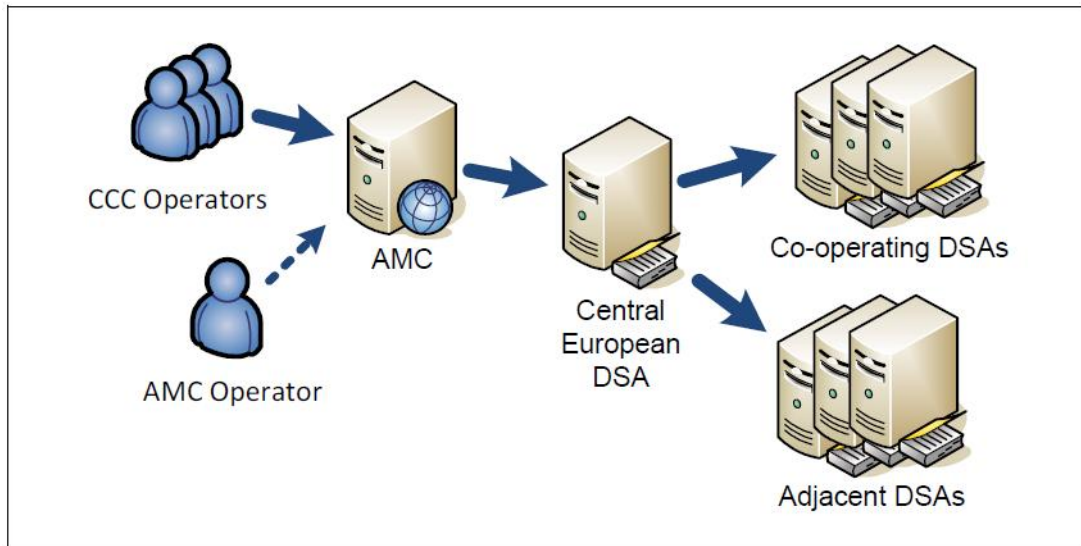 CCC Operators
AMC Operator
AMC
Central
European
DSA
Co-operating DSAs
Adjacent DSAs